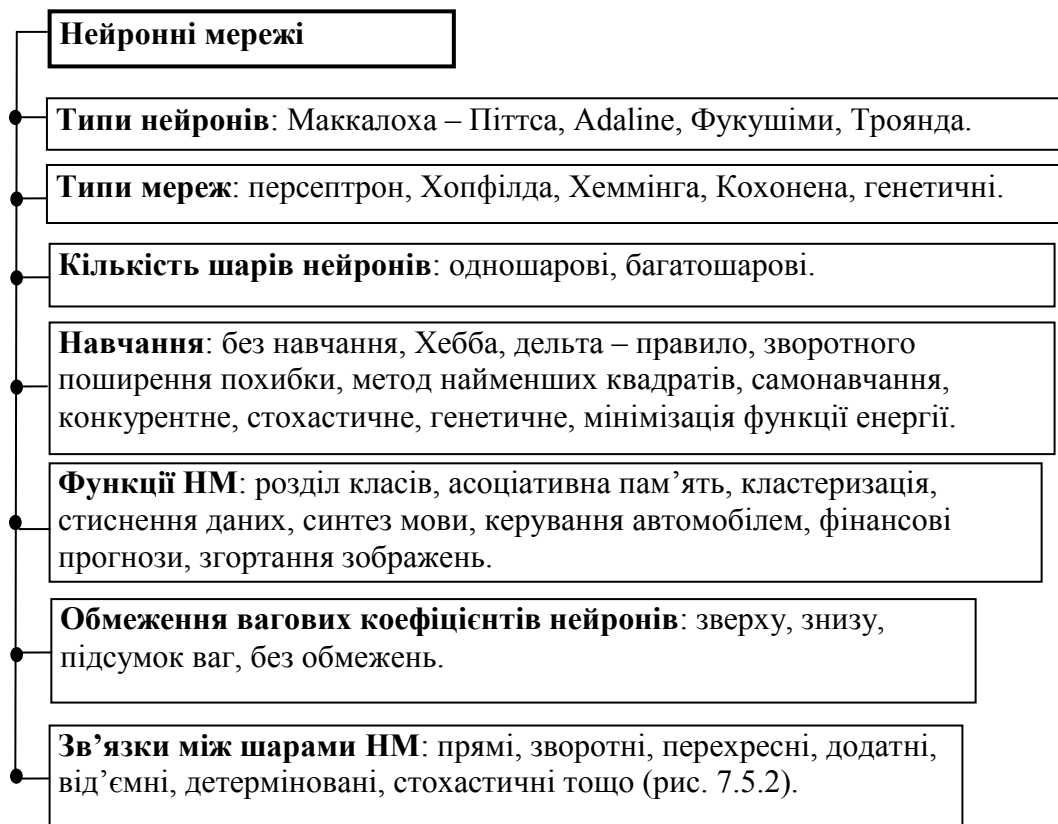 Нейронні мережі
Типи нейронів: Маккалоха – Піттса, Adaline, Фукушіми, Троянда.
Типи мереж: персептрон, Хопфілда, Хеммінга, Кохонена, генетичні.
Кількість шарів нейронів: одношарові, багатошарові.
Навчання: без навчання, Хебба, дельта – правило, зворотного
поширення похибки, метод найменших квадратів, самонавчання,
конкурентне, стохастичне, генетичне, мінімізація функції енергії.
Функції НМ: розділ класів, асоціативна пам’ять, кластеризація,
стиснення даних, синтез мови, керування автомобілем, фінансові
прогнози, згортання зображень.
Обмеження вагових коефіцієнтів нейронів: зверху, знизу,
підсумок ваг, без обмежень.
Зв’язки між шарами НМ: прямі, зворотні, перехресні, додатні,
від’ємні, детерміновані, стохастичні тощо (рис. 7.5.2).